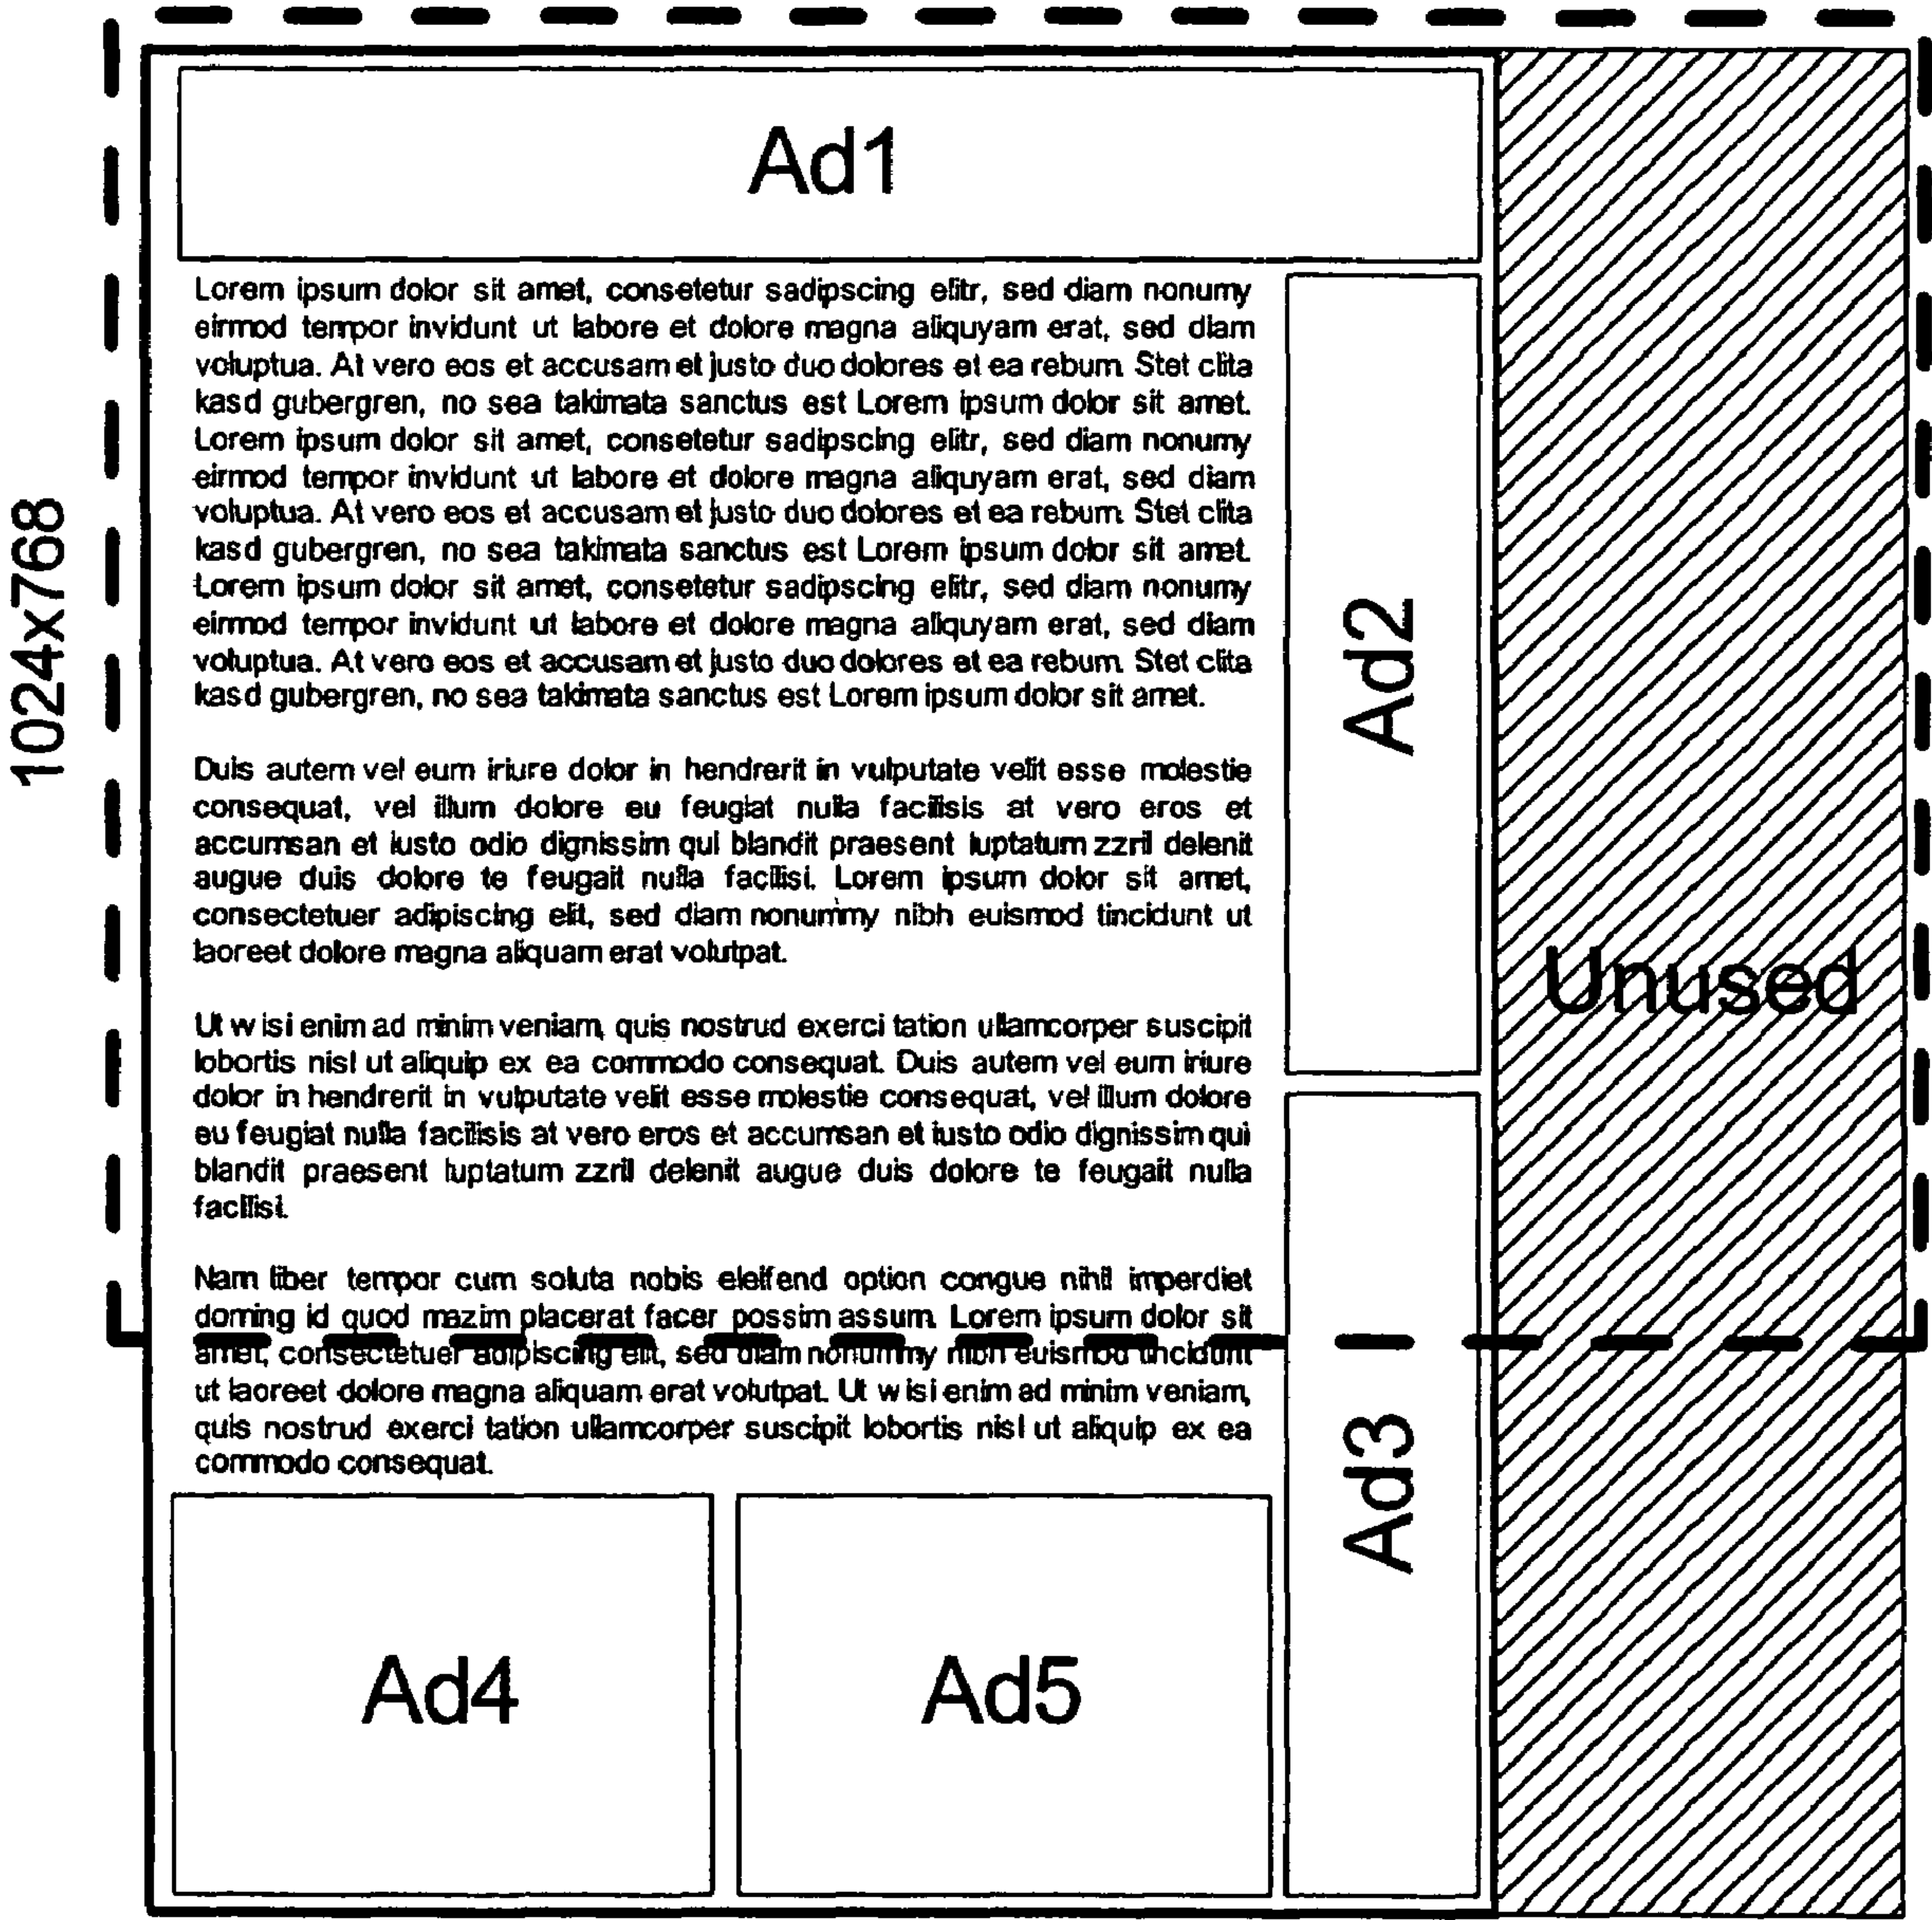 1024x768
Ad1
Lorem ipsum dolor sit amet, consetetur sadipscing elitr, sed diam nonumy
eirmod tempor invidunt ut labore et dolore magna aliquyam erat, sed diam
voluptua. At vero eos et accusam et justo duo dolores et ea rebum. Stet clita
kasd gubergren, no sea takimata sanctus est Lorem ipsum dolor sit amet.
Lorem ipsum dolor sit amet, consetetur sadipscing elitr, sed diam nonumy
eirmod tempor invidunt ut labore et dolore magna aliquyam erat, sed diam
voluptua. At vero eos et accusam et justo duo dolores et ea rebum. Stet clita
kasd gubergren, no sea takimata sanctus est Lorem ipsum dolor sit amet.
Lorem ipsum dolor sit amet, consetetur sadipscing elitr, sed diam nonumy
eirmod tempor invidunt ut labore et dolore magna aliquyam erat, sed diam
voluptua. At vero eos et accusam et justo duo dolores et ea rebum. Stet clita
kasd gubergren, no sea takimata sanctus est Lorem ipsum dolor sit amet.
Duis autem vel eum iriure dolor in hendrerit in vulputate velit esse molestie
consequat, vel illum dolore eu feugiat nulla facilisis at vero eros et
accumsan et iusto odio dignissim qui blandit praesent luptatum zzril delenit
augue duis dolore te feugait nulla facilisi. Lorem ipsum dolor sit amet,
consectetuer adipiscing elit, sed diam nonummy nibh euismod tincidunt ut
laoreet dolore magna aliquam erat volutpat.
Ut wisi enim ad minim veniam, quis nostrud exerci tation ullamcorper suscipit
lobortis nisl ut aliquip ex ea commodo consequat. Duis autem vel eum iriure
dolor in hendrerit in vulputate velit esse molestie consequat, vel illum dolore
eu feugiat nulla facilisis at vero eros et accumsan et iusto odio dignissim qui
blandit praesent luptatum zzril delenit augue duis dolore te feugait nulla
facilisi.
Nam liber tempor cum soluta nobis eleifend option congue nihil imperdiet
doming id quod mazim placerat facer possim assum. Lorem ipsum dolor sit
amet, consectetuer adipiscing elit, sed diam nonummy nibh euismod tincidunt
ut laoreet dolore magna aliquam erat volutpat. Ut wisi enim ad minim veniam,
quis nostrud exerci tation ullamcorper suscipit lobortis nisl ut aliquip ex ea
commodo consequat.
Ad2
Unused
Ad3
Ad4
Ad5